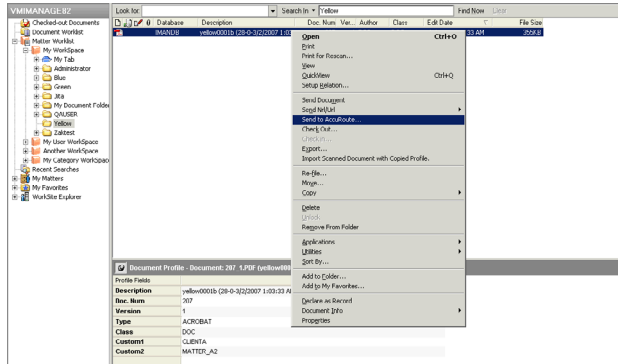 VMIMANAGE82
Look for:
Search In
Yellow
Find Now
Clear
Checked-out Documents
Document Worklist
Matter Worklist
My WorkSpace
My Tab
Administrator
Blue
Green
Jita
My Document Folder
QAUSER
Yellow
Zaktest
My User WorkSpace
Another WorkSpace
My Category Workspac
Recent Searches
My Matters
My Favorites
WorkSite Explorer
Database Description Doc. Num Ver... Author Class Edit Date File Size
IMANDB yellow0001b (28-0-3/2/2007 1:03 33 AM 355KB
Open Ctrl+O
Print
Print for Rescan...
View
QuickView Ctrl+Q
Setup Relation...
Send Document
Send Nrl/Url
Send to AccuRoute...
Check Out...
Check In...
Export...
Import Scanned Document with Copied Profile.
Re-file...
Move...
Copy
Delete
Unlock
Remove From Folder
Applications
Utilities
Sort By...
Add to Folder...
Add to My Favorites...
Declare as Record
Document Info
Properties
Document Profile - Document: 207_1.PDF (yellow000
Profile Fields
Description yellow0001b (28-0-3/2/2007 1:03:33 A
Doc. Num 207
Version 1
Type ACROBAT
Class DOC
Custom1 CLIENTA
Custom2 MATTER_A2